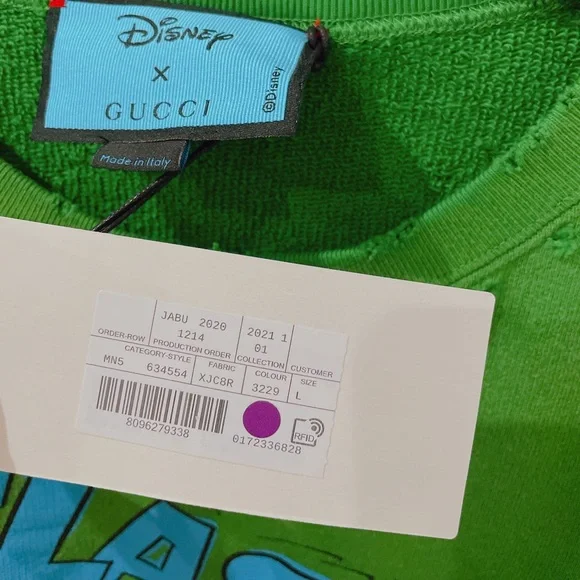 Disney
x
GUCCI
©Disney
Made in Italy
JABU 2020
1214
2021 1
01
ORDER-ROW PRODUCTION ORDER COLLECTION CUSTOMER
CATEGORY-STYLE FABRIC COLOUR SIZE
MN5 634554 XJC8R 3229 L
8096279338
0172336828
RFID